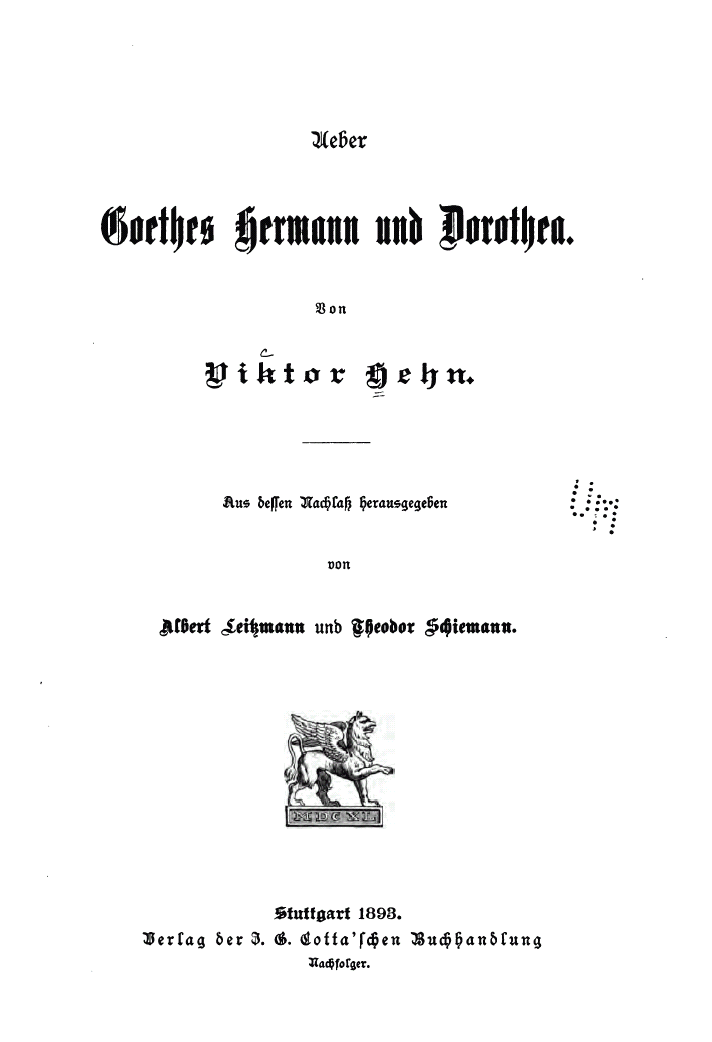 Ueber
Goethes Hermann und Dorothea.
Von
Viktor Hehn.
Aus dessen Nachlaß herausgegeben
von
Albert Leitzmann und Theodor Schiemann.
MDCXL
Stuttgart 1893.
Verlag der J. G. Cotta'schen Buchhandlung
Nachfolger.